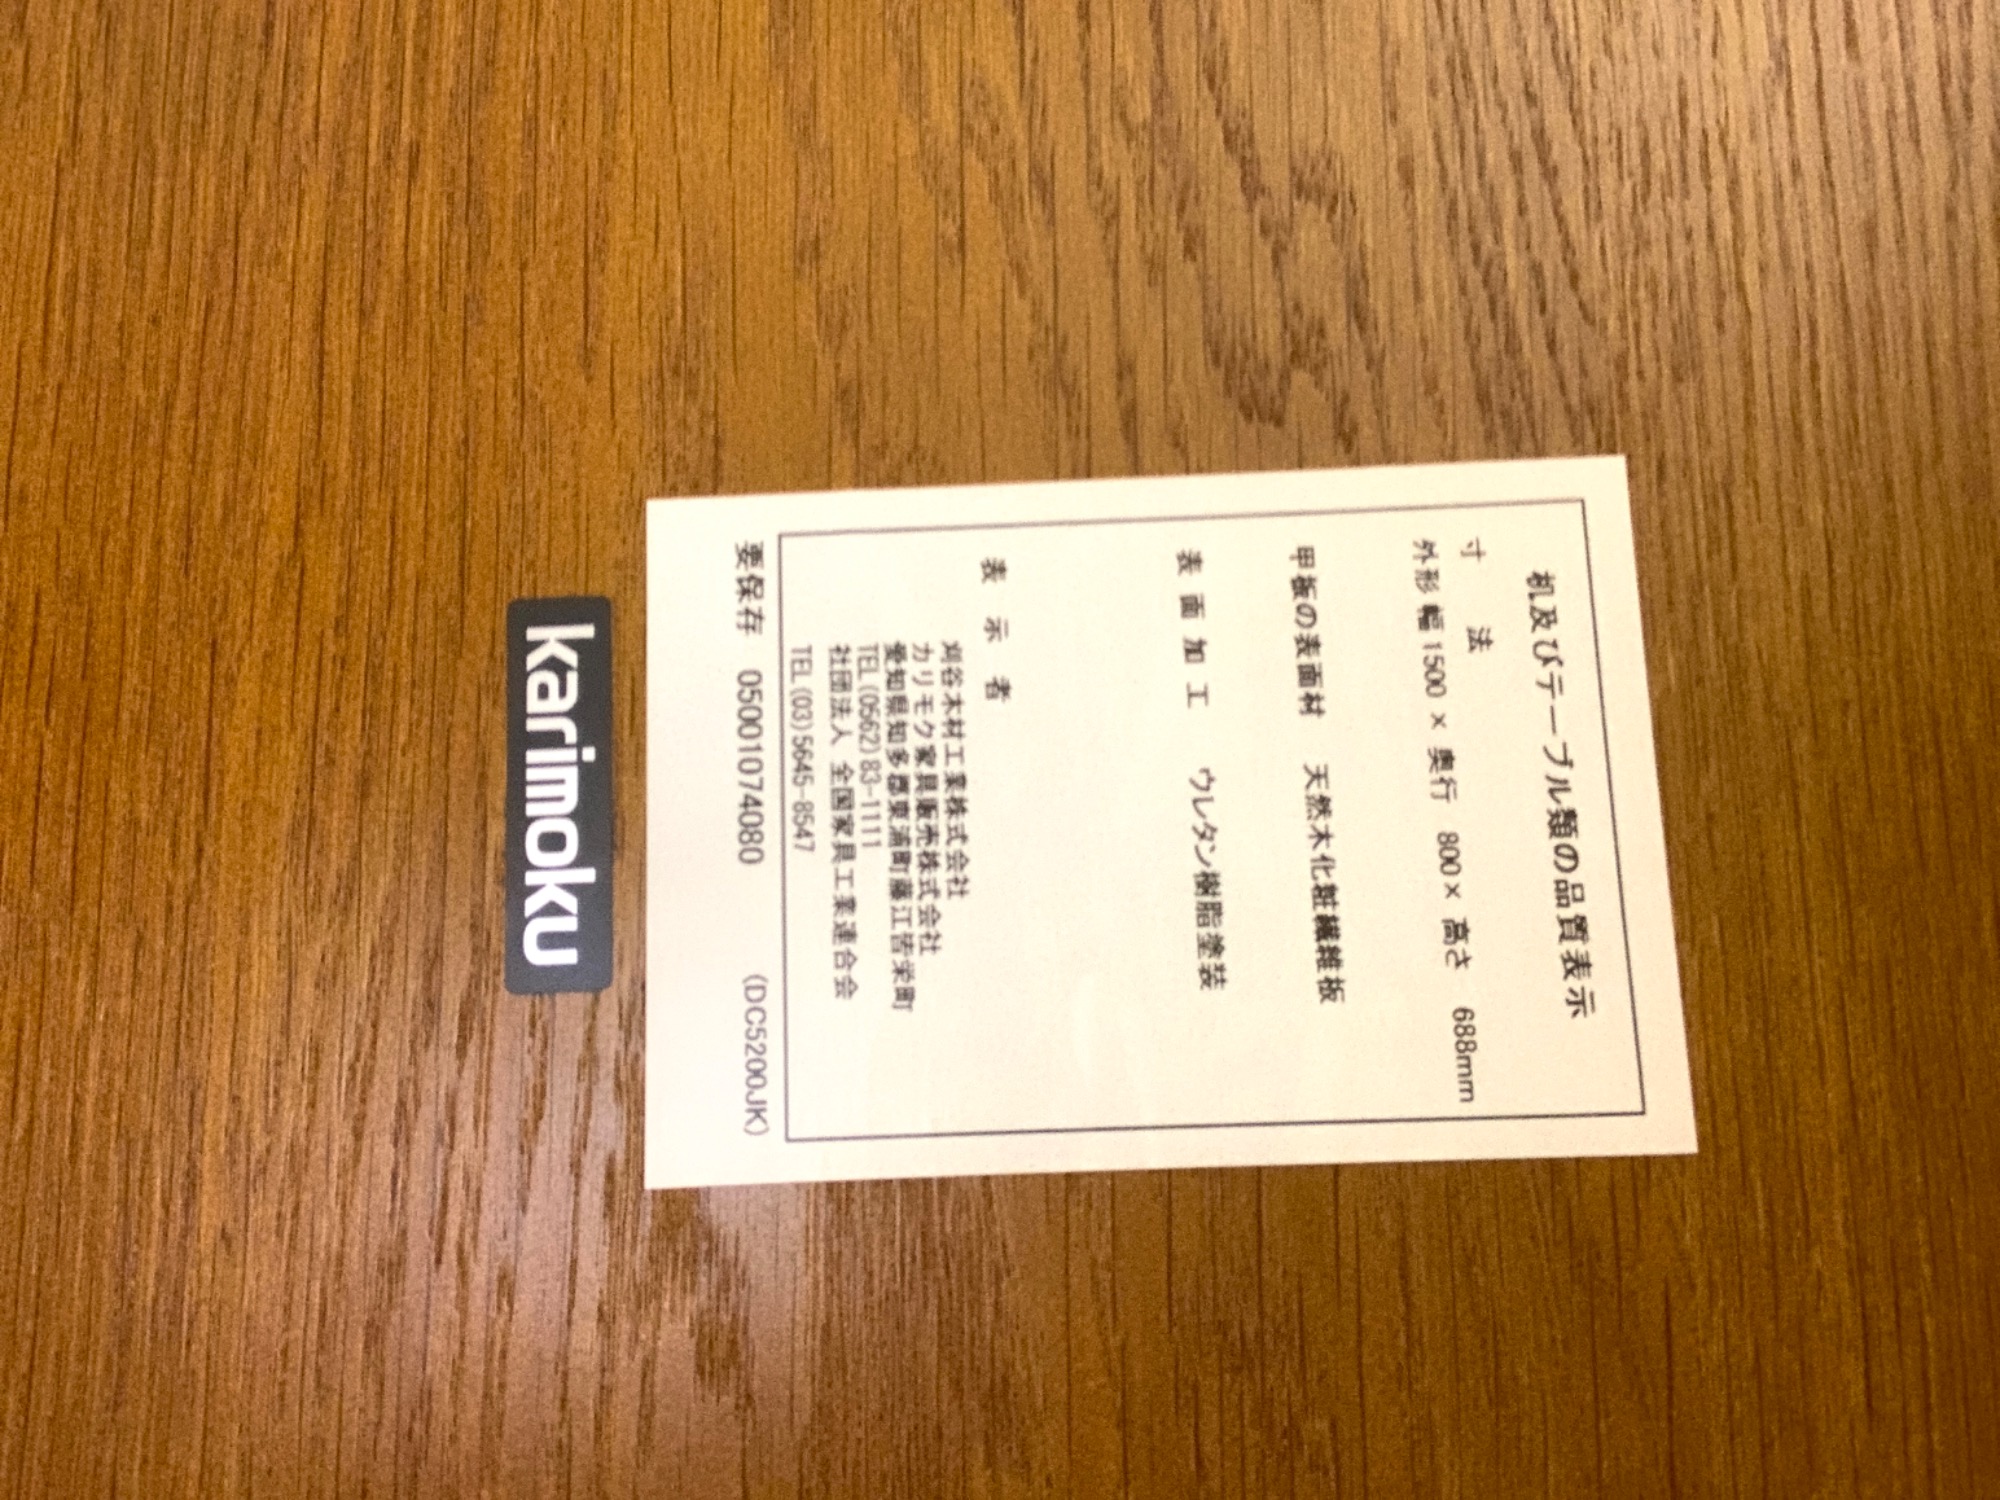 机及びテーブル類の品質表示
寸 法
外形 幅 1500 × 奥行 800× 高さ 688mm
甲板の表面材 天然木化粧繊維板
表面加工 ウレタン樹脂塗装
表示者
刈谷木材工業株式会社
カリモク家具販売株式会社
愛知県知多郡東浦町藤江皆栄町
TEL (0562) 83-1111
社団法人 全国家具工業連合会
TEL (03) 5645-8547
要保存 05001074080 (DC5200JK)
karimoku